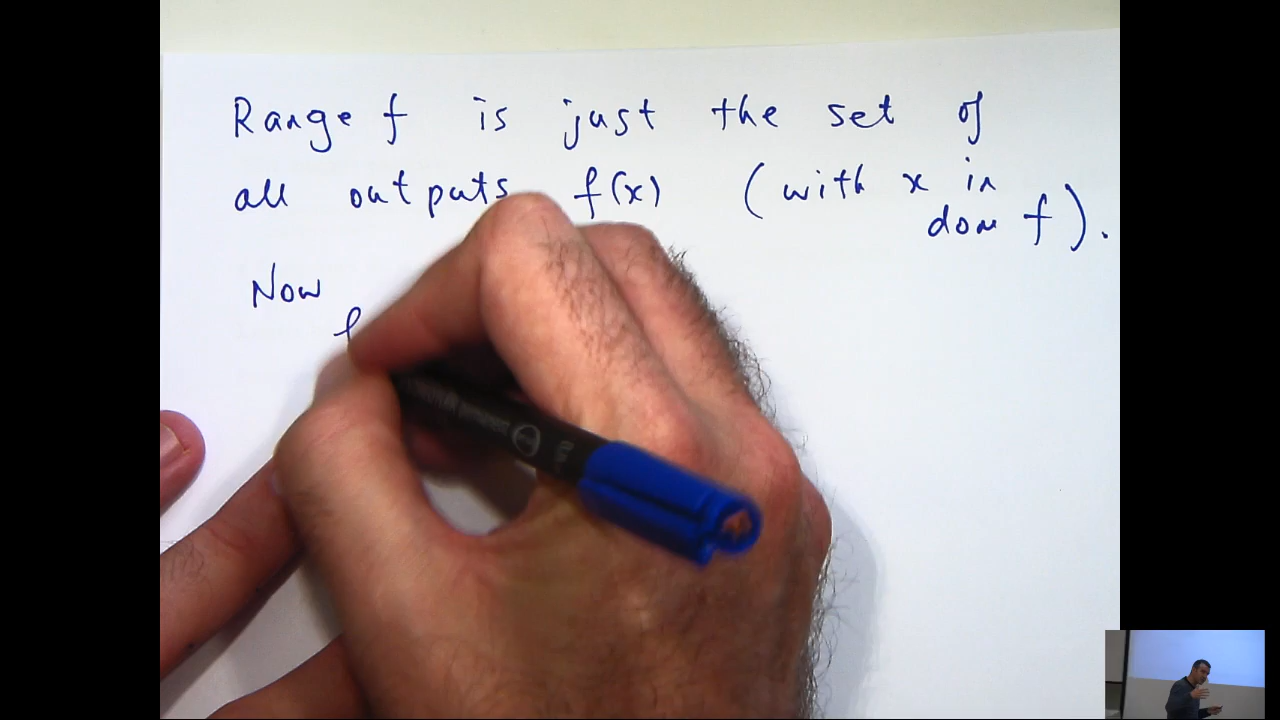 Range f is just the set of
all outputs f(x) (with x in
dom f).
Now
f